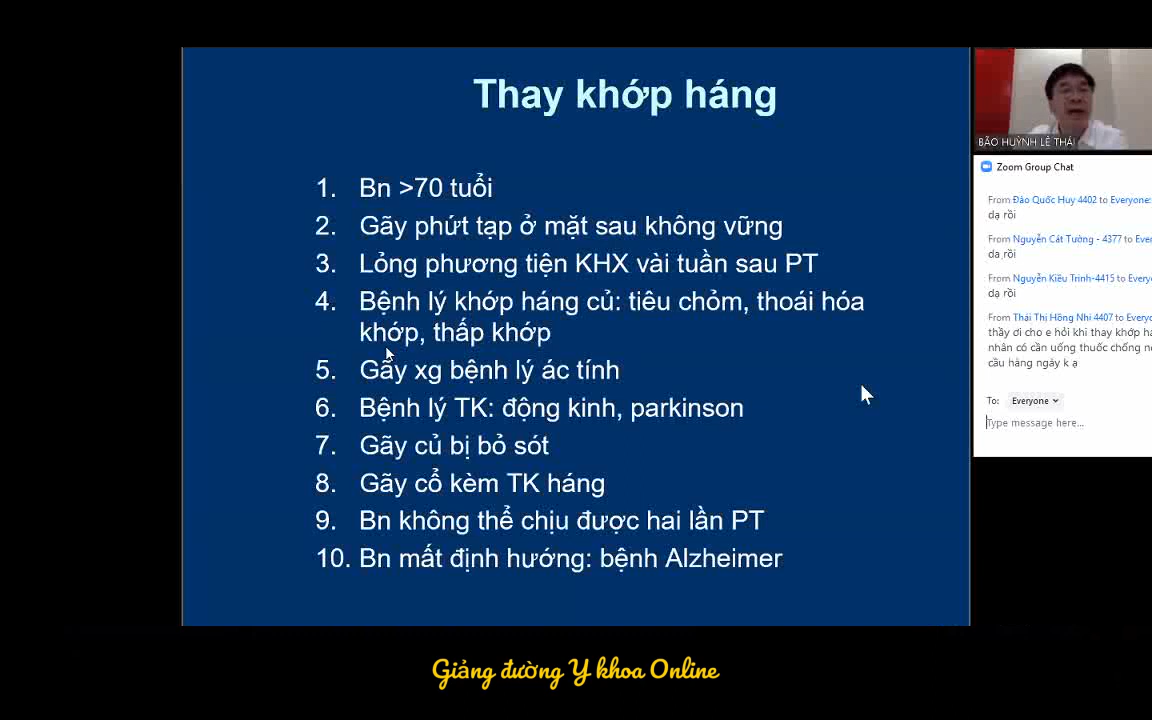 Thay khớp háng
1. Bn >70 tuổi
2. Gãy phứt tạp ở mặt sau không vững
3. Lỏng phương tiện KHX vài tuần sau PT
4. Bệnh lý khớp háng củ: tiêu chỏm, thoái hóa
khớp, thấp khớp
5. Gãy xg bệnh lý ác tính
6. Bệnh lý TK: động kinh, parkinson
7. Gãy củ bị bỏ sót
8. Gãy cổ kèm TK háng
9. Bn không thể chịu được hai lần PT
10. Bn mất định hướng: bệnh Alzheimer
BẢO HUỲNH LÊ THÁI
Zoom Group Chat
From Đảo Quốc Huy 4402 to Everyone:
dạ rồi
From Nguyễn Cát Tường - 4377 to Eve
dạ rồi
From Nguyễn Kiều Trinh-4415 to Every
dạ rồi
From Thái Thị Hồng Nhi 4407 to Everyo
thầy ơi cho e hỏi khi thay khớp há
nhân có cần uống thuốc chống n
cầu hàng ngày k ạ
To: Everyone
Type message here...
Giảng đường Y khoa Online